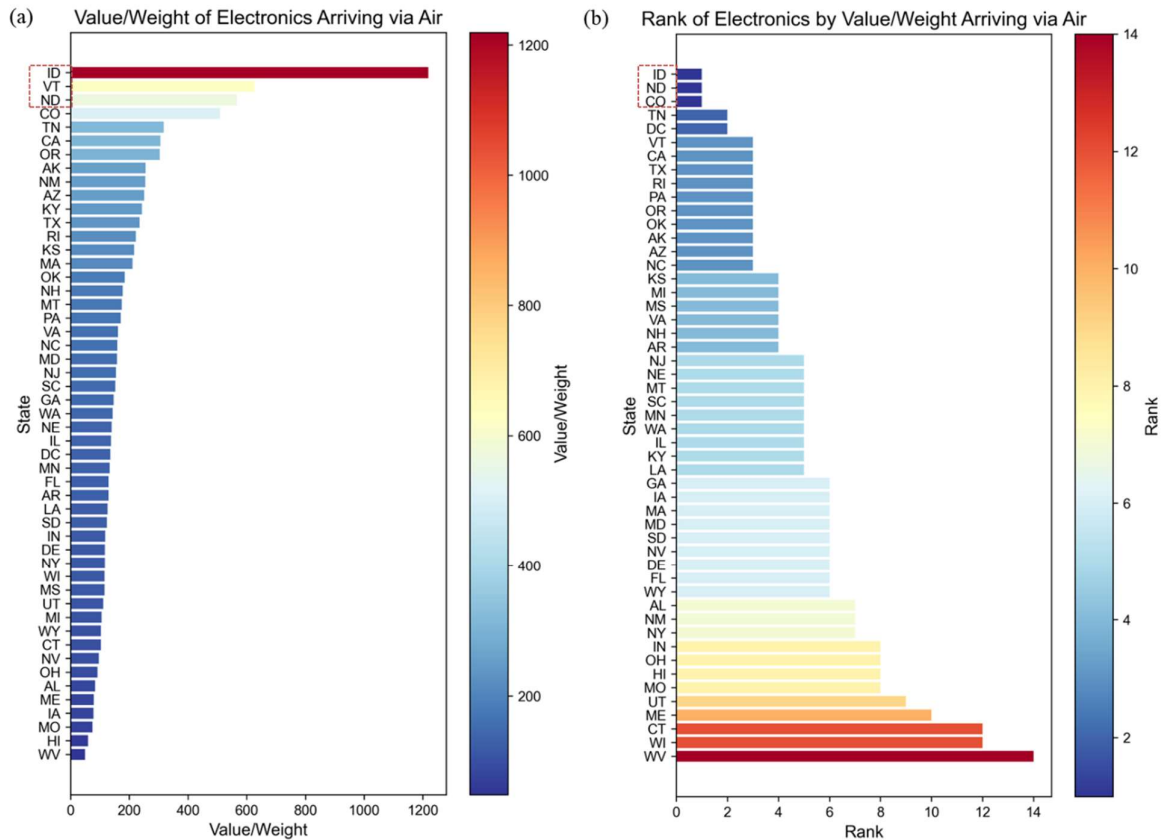 (a)
Value/Weight of Electronics Arriving via Air
ID
VT
ND
CO
TN
CA
OR
AK
NM
AZ
KY
TX
RI
KS
MA
OK
NH
MT
PA
VA
NC
MD
NJ
SC
GA
WA
NE
IL
DC
MN
FL
AR
LA
SD
IN
DE
NY
WI
MS
UT
MI
WY
CT
NV
OH
AL
ME
IA
MO
HI
WV
State
0 200 400 600 800 1000 1200
Value/Weight
1200
1000
800
600
400
200
Value/Weight
(b)
Rank of Electronics by Value/Weight Arriving via Air
ID
ND
CO
TN
DC
VT
CA
TX
RI
PA
OR
OK
AK
AZ
NC
KS
MI
MS
VA
NH
AR
NJ
NE
MT
SC
MN
WA
IL
KY
LA
GA
IA
MA
MD
SD
NV
DE
FL
WY
AL
NM
NY
IN
OH
HI
MO
UT
ME
CT
WI
WV
State
0 2 4 6 8 10 12 14
Rank
14
12
10
8
6
4
2
Rank